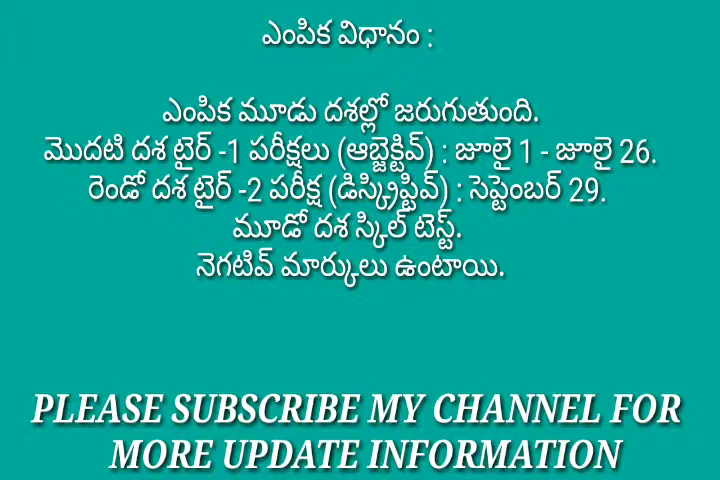 ఎంపిక విధానం :
ఎంపిక మూడు దశల్లో జరుగుతుంది.
మొదటి దశ టైర్ -1 పరీక్షలు (ఆబ్జెక్టివ్) : జూలై 1 - జూలై 26.
రెండో దశ టైర్ -2 పరీక్ష (డిస్క్రిప్టివ్) : సెప్టెంబర్ 29.
మూడో దశ స్కిల్ టెస్ట్.
నెగటివ్ మార్కులు ఉంటాయి.
PLEASE SUBSCRIBE MY CHANNEL FOR
MORE UPDATE INFORMATION